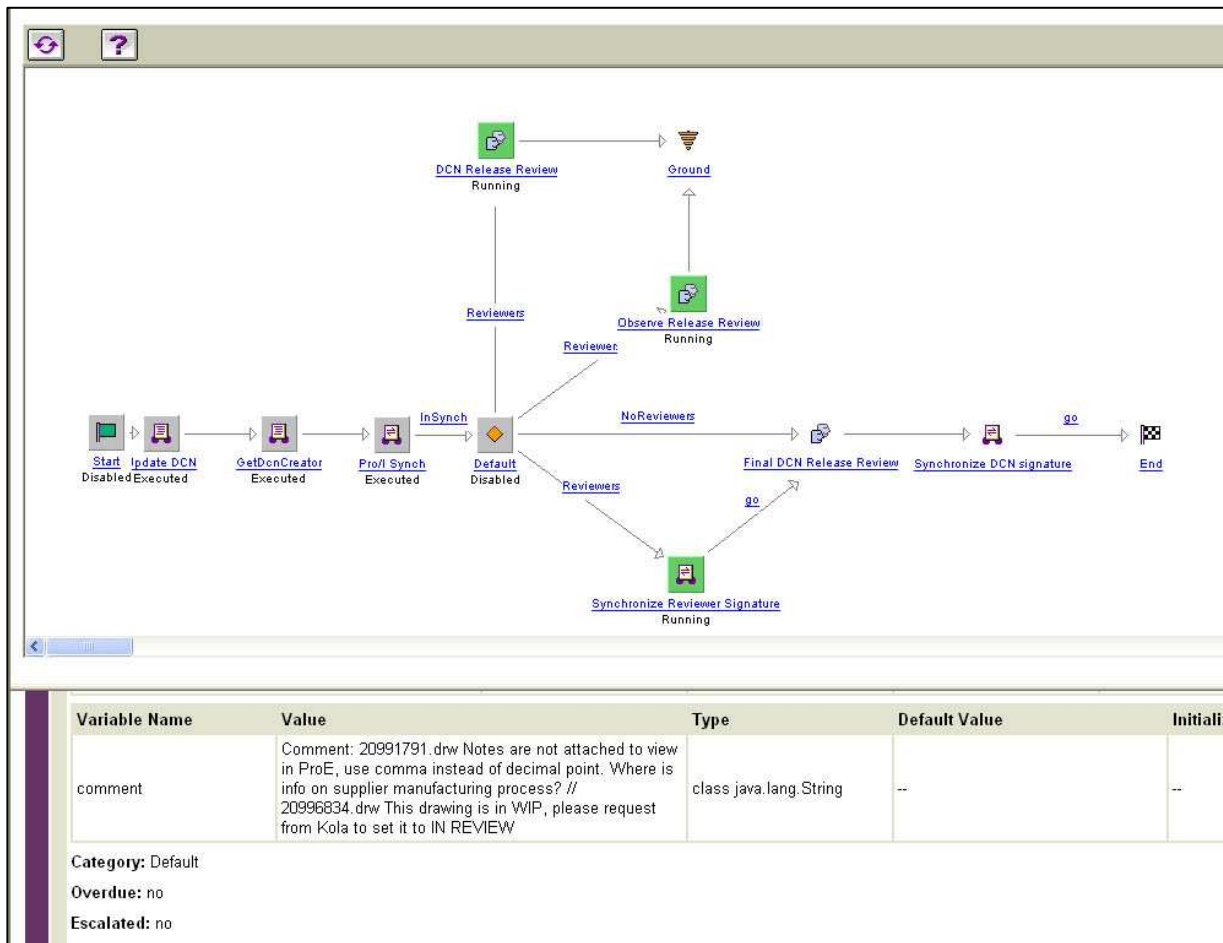 ?
DCN Release Review
Running
Ground
Reviewers
Observe Release Review
Running
Reviewer
InSynch
NoReviewers
go
Start
Disabled
Update DCN
Executed
GetDcnCreator
Executed
Pro/I Synch
Executed
Default
Disabled
Final DCN Release Review
Synchronize DCN signature
End
Reviewers
go
Synchronize Reviewer Signature
Running
Variable Name Value Type Default Value Initiali
comment
Comment: 20991791.drw Notes are not attached to view
in ProE, use comma instead of decimal point. Where is
info on supplier manufacturing process? //
20996834.drw This drawing is in WIP, please request
from Kola to set it to IN REVIEW
class java.lang.String
--
--
Category: Default
Overdue: no
Escalated: no